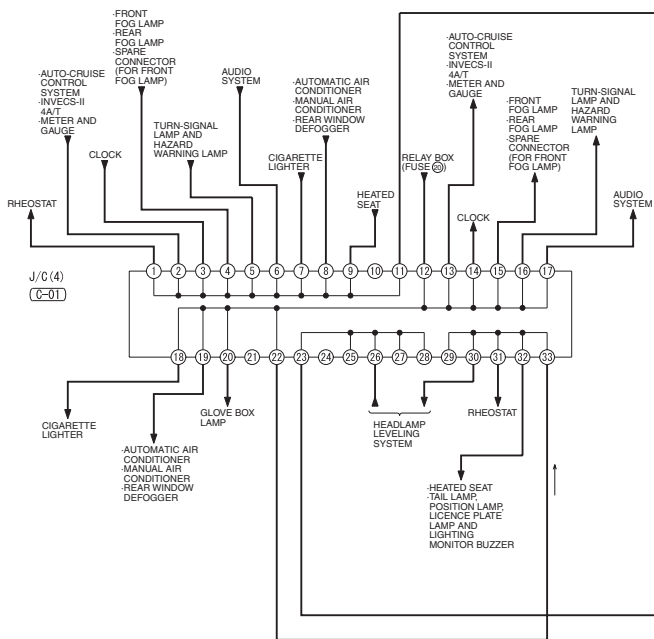 ·FRONT
FOG LAMP
·REAR
FOG LAMP
·SPARE
CONNECTOR
(FOR FRONT
FOG LAMP)
·AUTO-CRUISE
CONTROL
SYSTEM
·INVECS-II
4A/T
·METER AND
GAUGE
AUDIO
SYSTEM
·AUTOMATIC AIR
CONDITIONER
·MANUAL AIR
CONDITIONER
·REAR WINDOW
DEFOGGER
·AUTO-CRUISE
CONTROL
SYSTEM
·INVECS-II
4A/T
·METER AND
GAUGE
·FRONT
FOG LAMP
·REAR
FOG LAMP
·SPARE
CONNECTOR
(FOR FRONT
FOG LAMP)
TURN-SIGNAL
LAMP AND
HAZARD
WARNING
LAMP
TURN-SIGNAL
LAMP AND
HAZARD
WARNING LAMP
CLOCK
CIGARETTE
LIGHTER
RELAY BOX
(FUSE ⑳)
RHEOSTAT
HEATED
SEAT
CLOCK
AUDIO
SYSTEM
J/C(4)
C-01
1 2 3 4 5 6 7 8 9 10 11 12 13 14 15 16 17
18 19 20 21 22 23 24 25 26 27 28 29 30 31 32 33
CIGARETTE
LIGHTER
GLOVE BOX
LAMP
HEADLAMP
LEVELING
SYSTEM
RHEOSTAT
·AUTOMATIC AIR
CONDITIONER
·MANUAL AIR
CONDITIONER
·REAR WINDOW
DEFOGGER
·HEATED SEAT
·TAIL LAMP,
POSITION LAMP,
LICENCE PLATE
LAMP AND
LIGHTING
MONITOR BUZZER